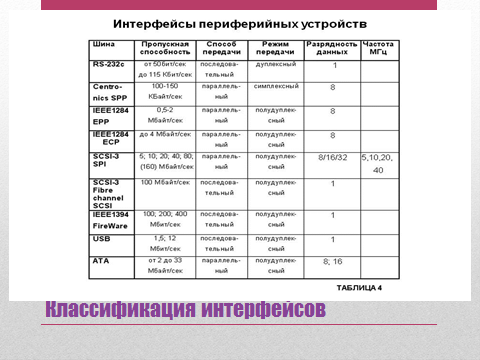 Интерфейсы периферийных устройств
Шина Пропускная способность Способ передачи Режим передачи Разрядность данных Частота МГц
RS-232c от 50бит/сек до 115 Кбит/сек последова-тельный дуплексный 1
Centro-nics SPP 100-150 КБайт/сек параллель-ный симплексный 8
IEEE1284 EPP 0,5-2 Мбайт/сек параллель-ный полудуплек-сный 8
IEEE1284 ECP до 4 Мбайт/сек параллель-ный полудуплек-сный 8
SCSI-3 SPI 5; 10; 20; 40; 80; (160) Мбайт/сек параллель-ный полудуплек-сный 8/16/32 5,10,20, 40
SCSI-3 Fibre channel SCSI 100 Мбайт/сек последова-тельный полудуплек-сный 1
IEEE1394 FireWare 100; 200; 400 Мбит/сек последова-тельный полудуплек-сный 1
USB 1,5; 12 Мбит/сек последова-тельный полудуплек-сный 1
ATA от 2 до 33 Мбайт/сек параллель-ный полудуплек-сный 8; 16
ТАБЛИЦА 4
Классификация интерфейсов